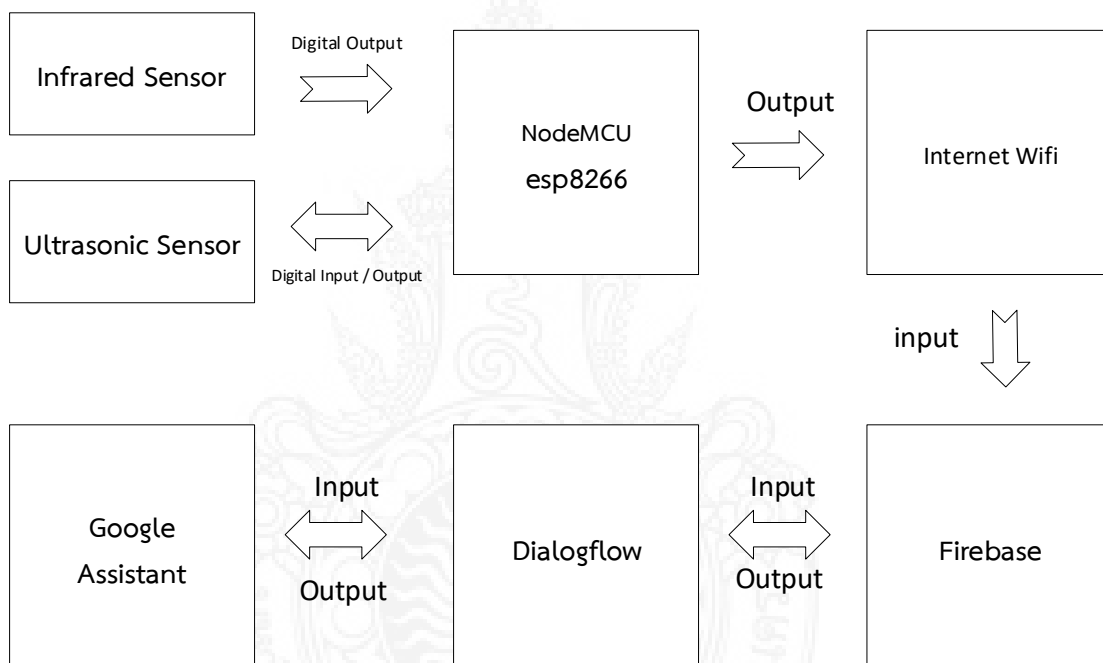 Infrared Sensor
Digital Output
NodeMCU
esp8266
Output
Internet Wifi
Ultrasonic Sensor
Digital Input / Output
input
Google
Assistant
Input
Output
Dialogflow
Input
Output
Firebase